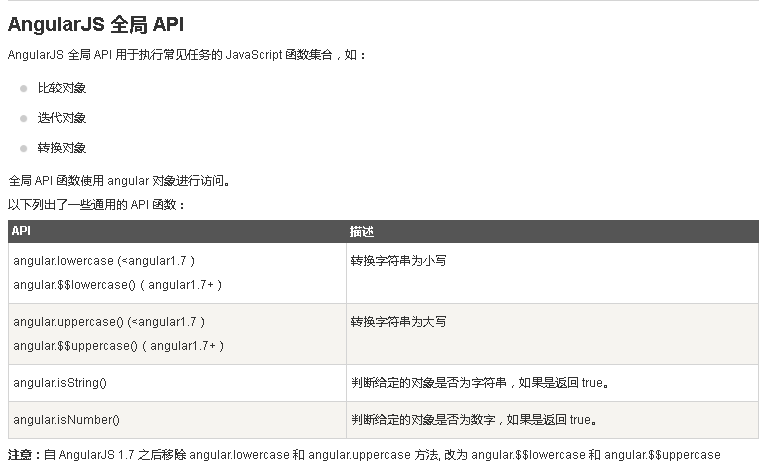 AngularJS 全局 API
AngularJS 全局 API 用于执行常见任务的 JavaScript 函数集合，如：
比较对象
迭代对象
转换对象
全局 API 函数使用 angular 对象进行访问。
以下列出了一些通用的 API 函数：
API 描述
angular.lowercase (<angular1.7 ) 转换字符串为小写
angular.$$lowercase() ( angular1.7+ )
angular.uppercase() (<angular1.7 ) 转换字符串为大写
angular.$$uppercase() ( angular1.7+ )
angular.isString() 判断给定的对象是否为字符串，如果是返回 true。
angular.isNumber() 判断给定的对象是否为数字，如果是返回 true。
注意：自 AngularJS 1.7 之后移除 angular.lowercase 和 angular.uppercase 方法, 改为 angular.$$lowercase 和 angular.$$uppercase